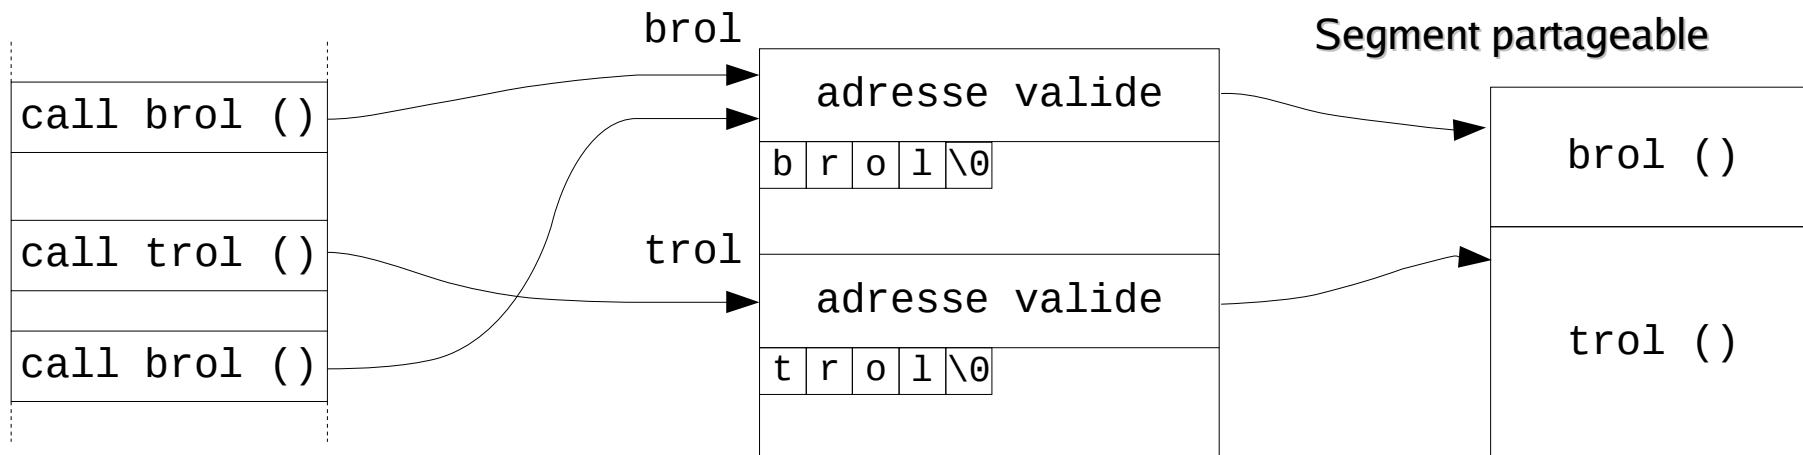 brol
Segment partageable
call brol ()
adresse valide
brol ()
b r o l \0
call trol ()
trol
adresse valide
trol ()
call brol ()
t r o l \0